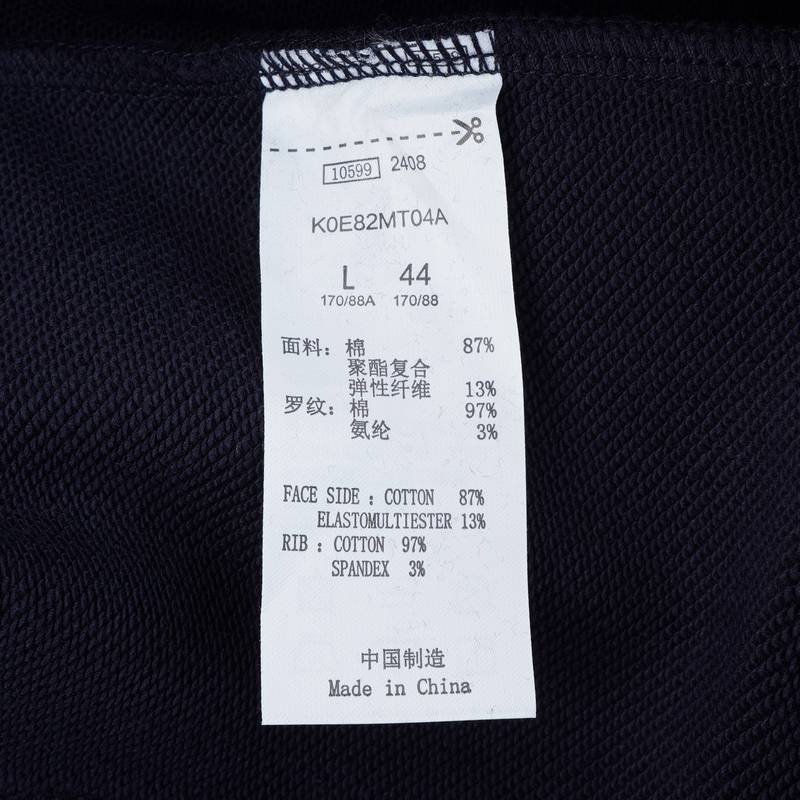 10599 2408
K0E82MT04A
L 44
170/88A 170/88
面料：棉 87%
聚酯复合
弹性纤维 13%
罗纹：棉 97%
氨纶 3%
FACE SIDE : COTTON 87%
ELASTOMULTIESTER 13%
RIB : COTTON 97%
SPANDEX 3%
中国制造
Made in China